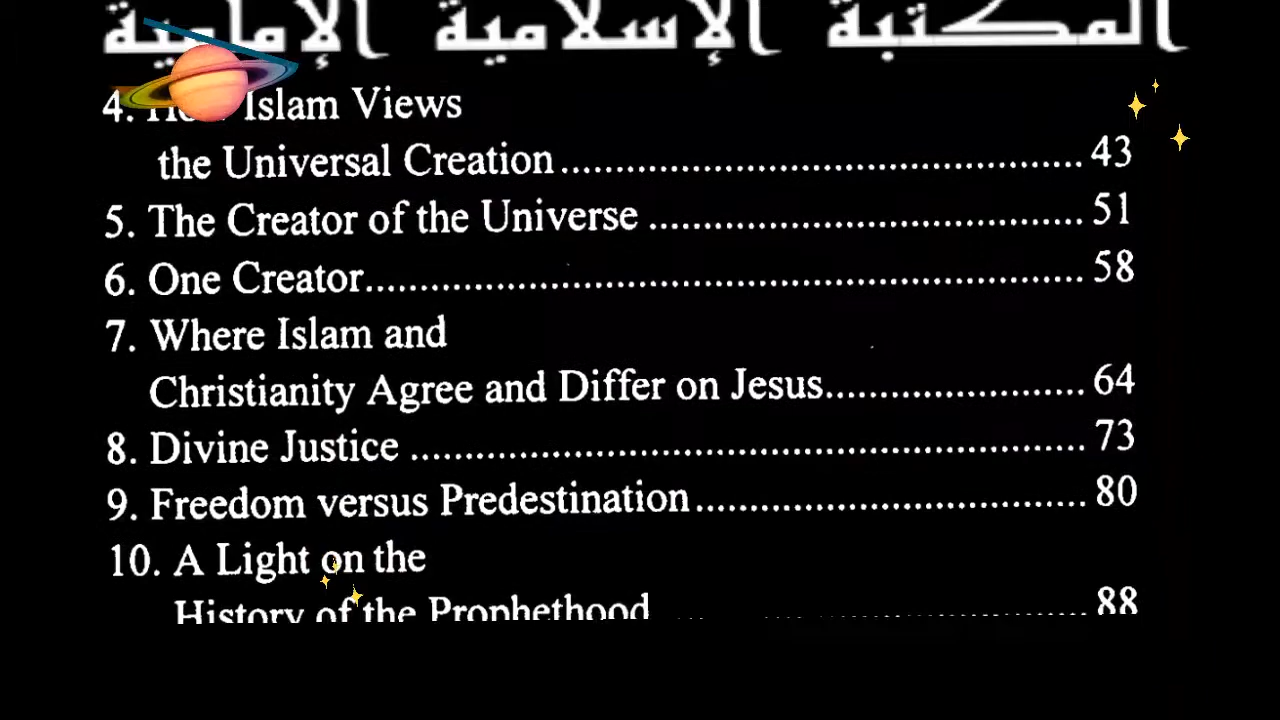 المكتبة الإسلامية الإمامية
4. How Islam Views
the Universal Creation........................................ 43
5. The Creator of the Universe ................................. 51
6. One Creator....................................................... 58
7. Where Islam and
Christianity Agree and Differ on Jesus.................... 64
8. Divine Justice ................................................... 73
9. Freedom versus Predestination.............................. 80
10. A Light on the
History of the Prophethood ................................ 88